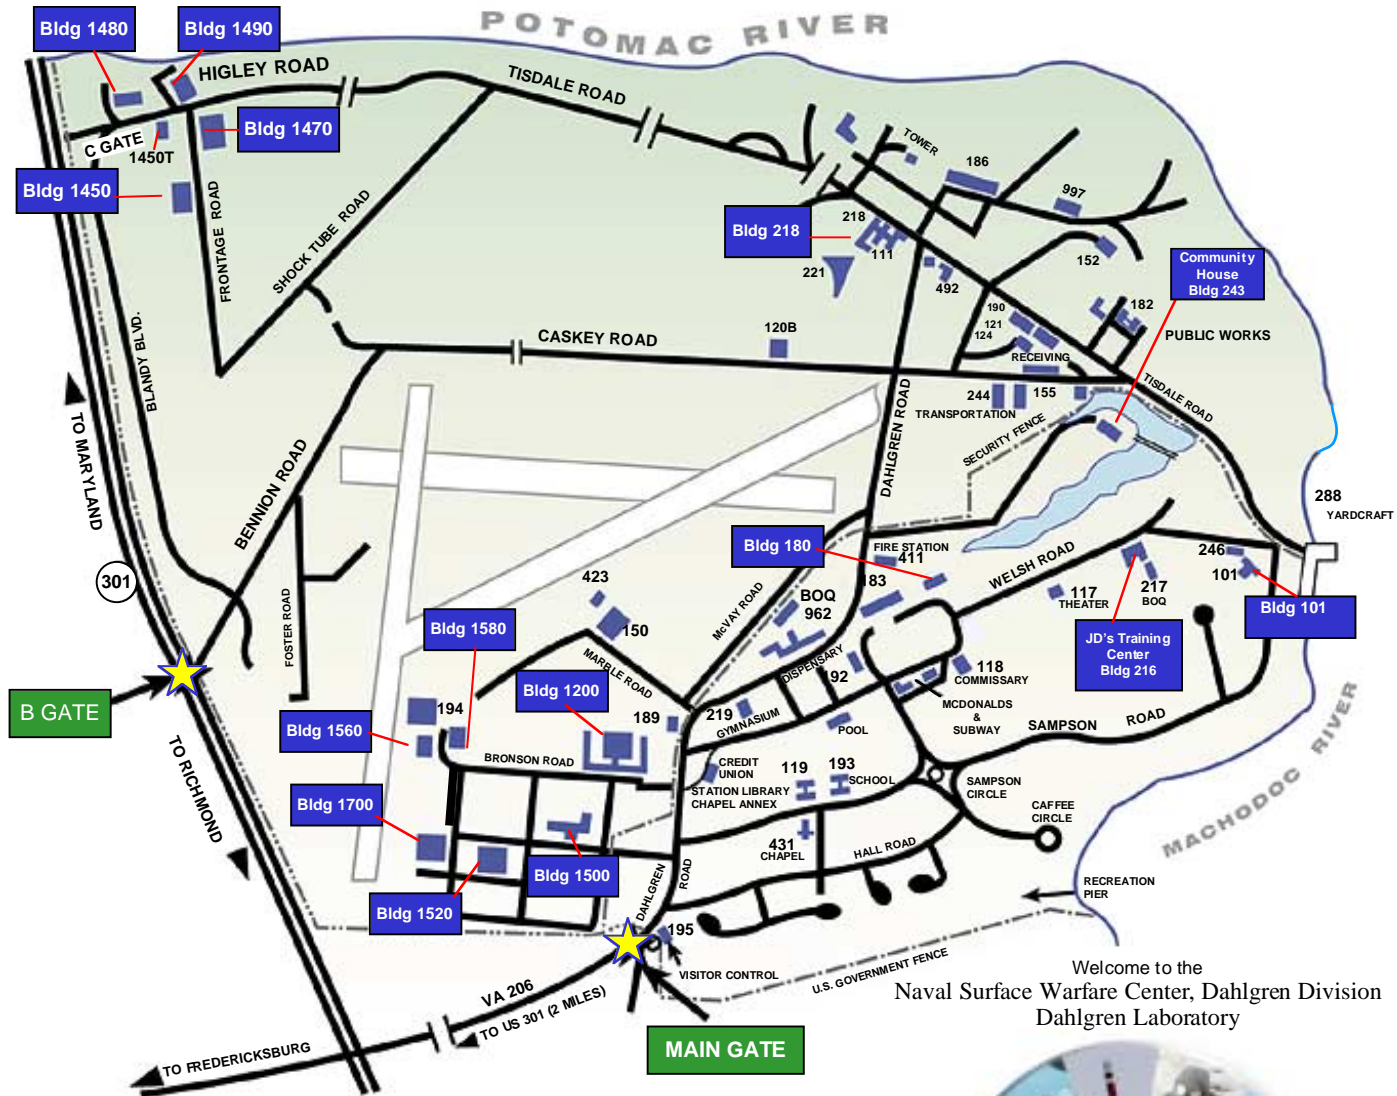 POTOMAC RIVER
Bldg 1480
Bldg 1490
HIGLEY ROAD
TISDALE ROAD
Bldg 1470
C GATE
1450T
Bldg 1450
FRONTAGE ROAD
SHOCK TUBE ROAD
BLANDY BLVD.
TOWER
186
997
218
Bldg 218
111
221
492
152
Community
House
Bldg 243
182
PUBLIC WORKS
190
121
124
RECEIVING
120B
CASKEY ROAD
244
155
TRANSPORTATION
TISDALE ROAD
SECURITY FENCE
DAHLGREN ROAD
TO MARYLAND
301
BENNION ROAD
FOSTER ROAD
288
YARDCRAFT
Bldg 180
FIRE STATION
411
183
WELSH ROAD
246
101
Bldg 101
117
THEATER
217
BOQ
JD's Training
Center
Bldg 216
McVAY ROAD
BOQ
962
DISPENSARY
192
423
150
MARBLE ROAD
Bldg 1580
Bldg 1200
189
219
GYMNASIUM
POOL
118
COMMISSARY
MCDONALDS
&
SUBWAY
SAMPSON ROAD
B GATE
194
Bldg 1560
BRONSON ROAD
CREDIT
UNION
STATION LIBRARY
CHAPEL ANNEX
119
193
SCHOOL
SAMPSON
CIRCLE
CAFFEE
CIRCLE
MACHODOC RIVER
TO RICHMOND
Bldg 1700
Bldg 1500
Bldg 1520
431
CHAPEL
HALL ROAD
DAHLGREN ROAD
RECREATION
PIER
195
VISITOR CONTROL
U.S. GOVERNMENT FENCE
VA 206
TO US 301 (2 MILES)
TO FREDERICKSBURG
MAIN GATE
Welcome to the
Naval Surface Warfare Center, Dahlgren Division
Dahlgren Laboratory